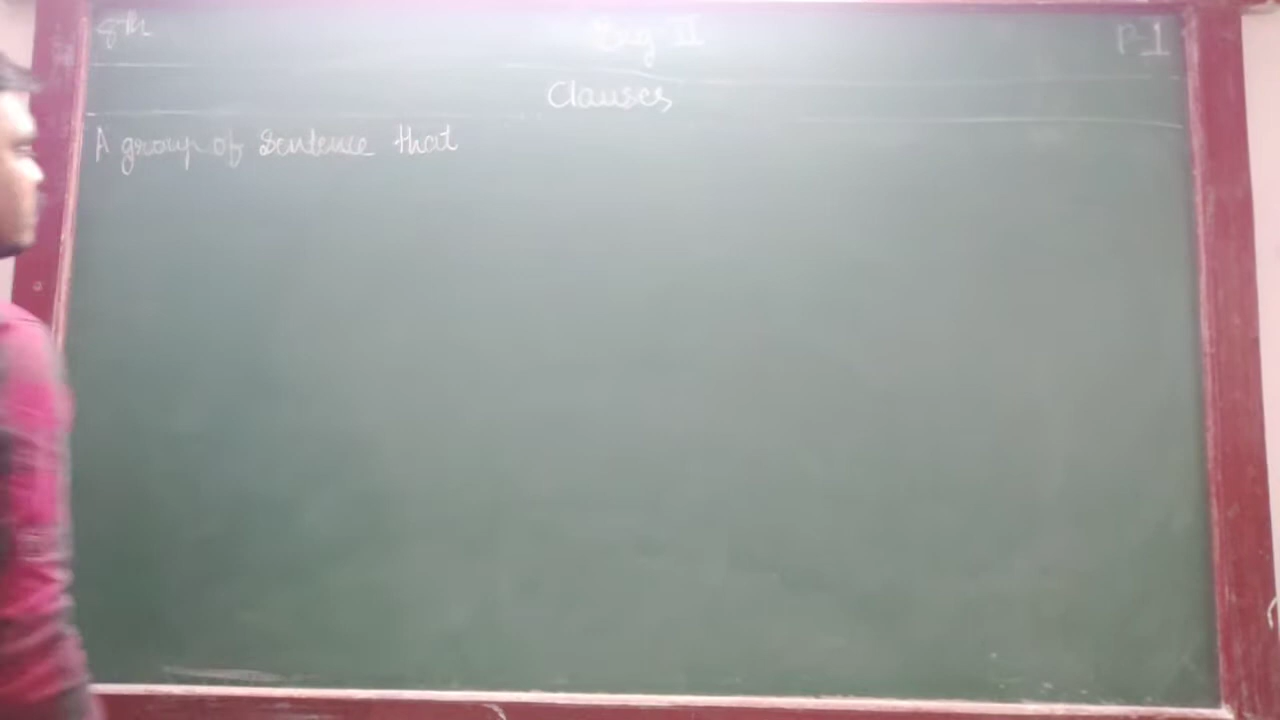 8th Eng-II P-1
Clauses
A group of Sentence that